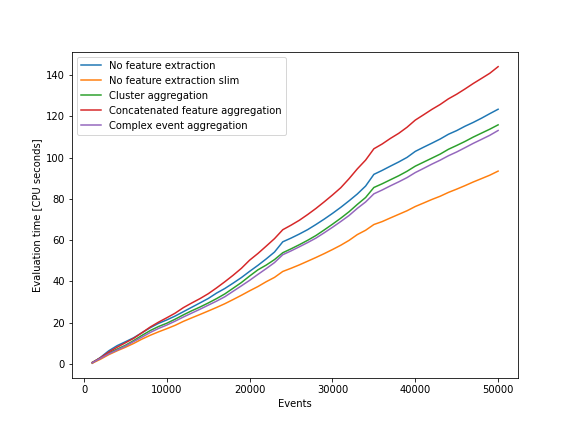 No feature extraction
No feature extraction slim
Cluster aggregation
Concatenated feature aggregation
Complex event aggregation
Evaluation time [CPU seconds]
140
120
100
80
60
40
20
0
0 10000 20000 30000 40000 50000
Events